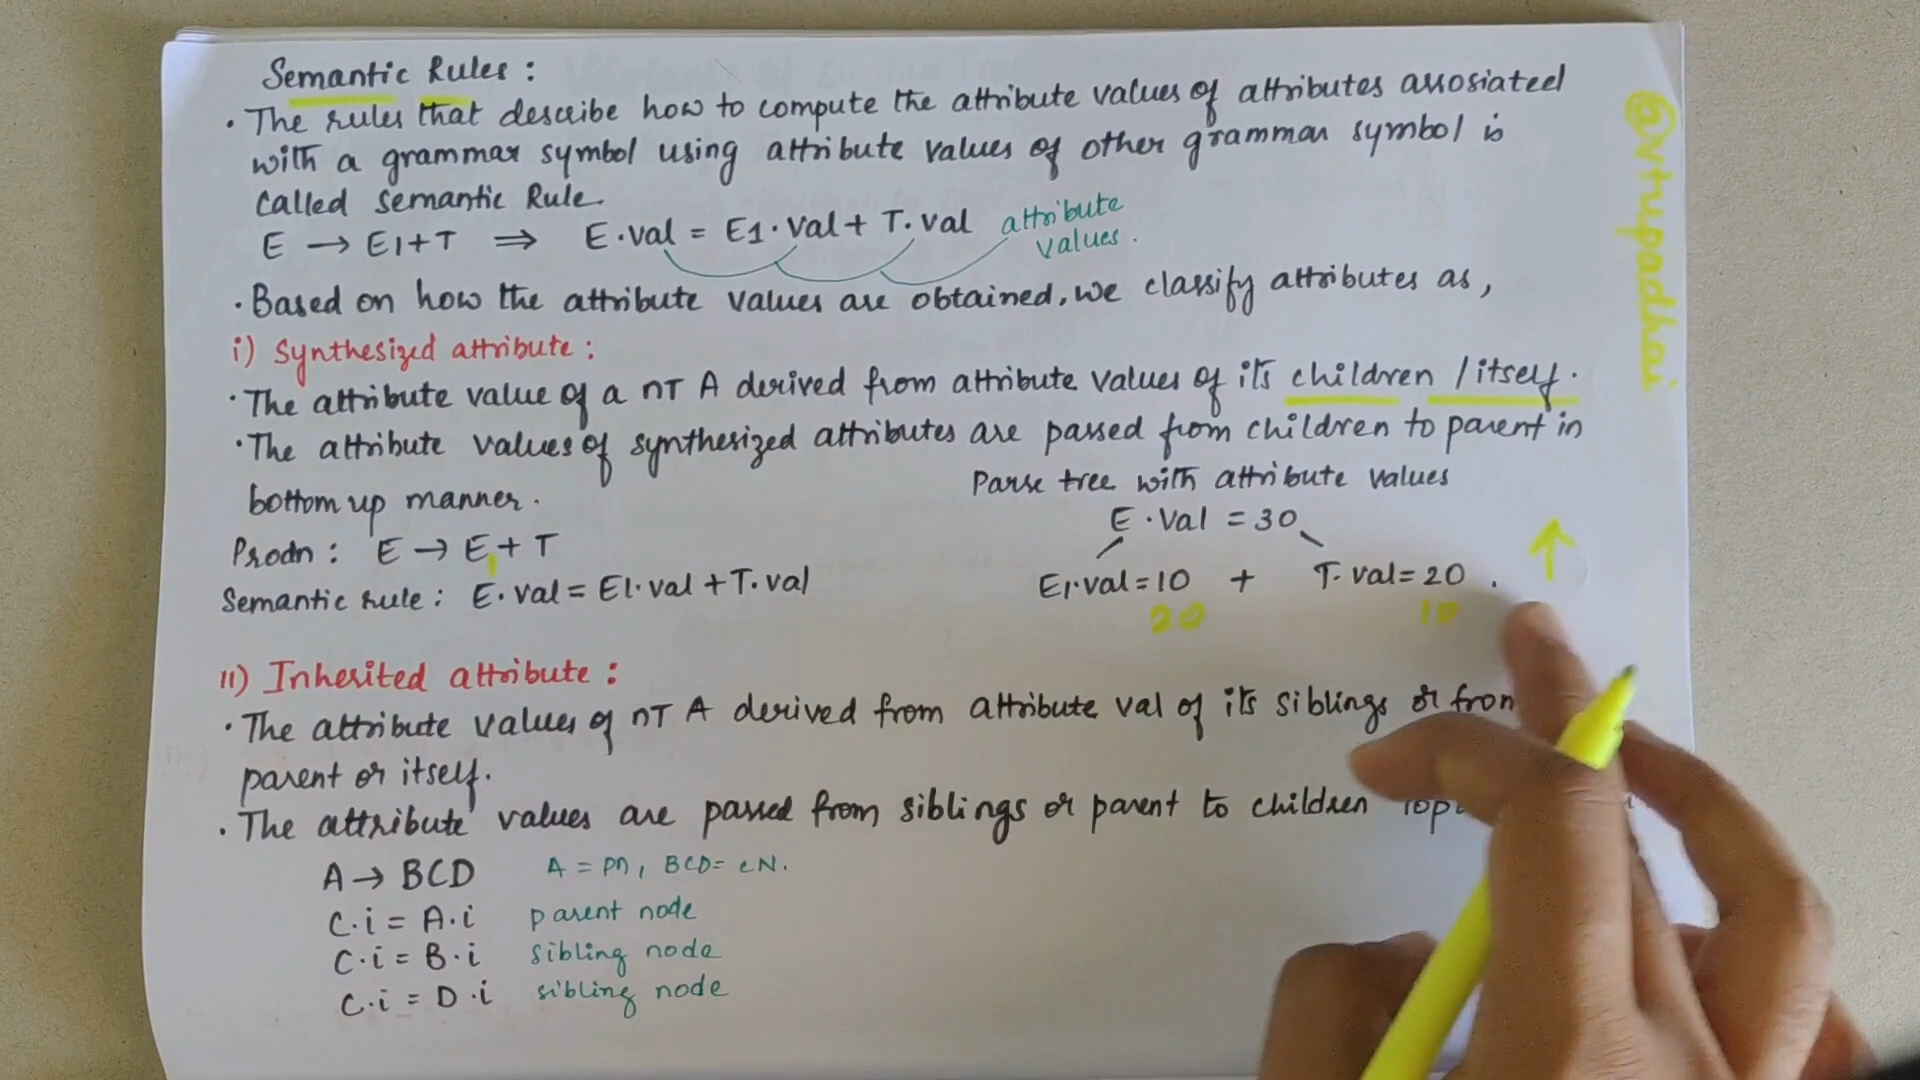 Semantic Rules :
• The rules that describe how to compute the attribute values of attributes assosiateel
with a grammar symbol using attribute values of other grammar symbol is
called semantic Rule.
E → E1+T ⇒ E.val = E1.val + T.val attribute
values.
• Based on how the attribute values are obtained, we classify attributes as,
i) Synthesized attribute :
• The attribute value of a nT A derived from attribute values of its children / itself.
• The attribute values of synthesized attributes are passed from children to parent in
bottom up manner.
Parse tree with attribute values
E.val = 30
Prodn : E → E1 + T
E1.val = 10 + T.val = 20.
Semantic rule : E.val = E1.val + T.val
20 10
II) Inherited attribute :
• The attribute values of nT A derived from attribute val of its siblings or from
parent or itself.
• The attribute values are passed from siblings or parent to children
A → BCD A = pn, BCD = cN.
C.i = A.i parent node
C.i = B.i sibling node
C.i = D.i sibling node
@vtupadhai